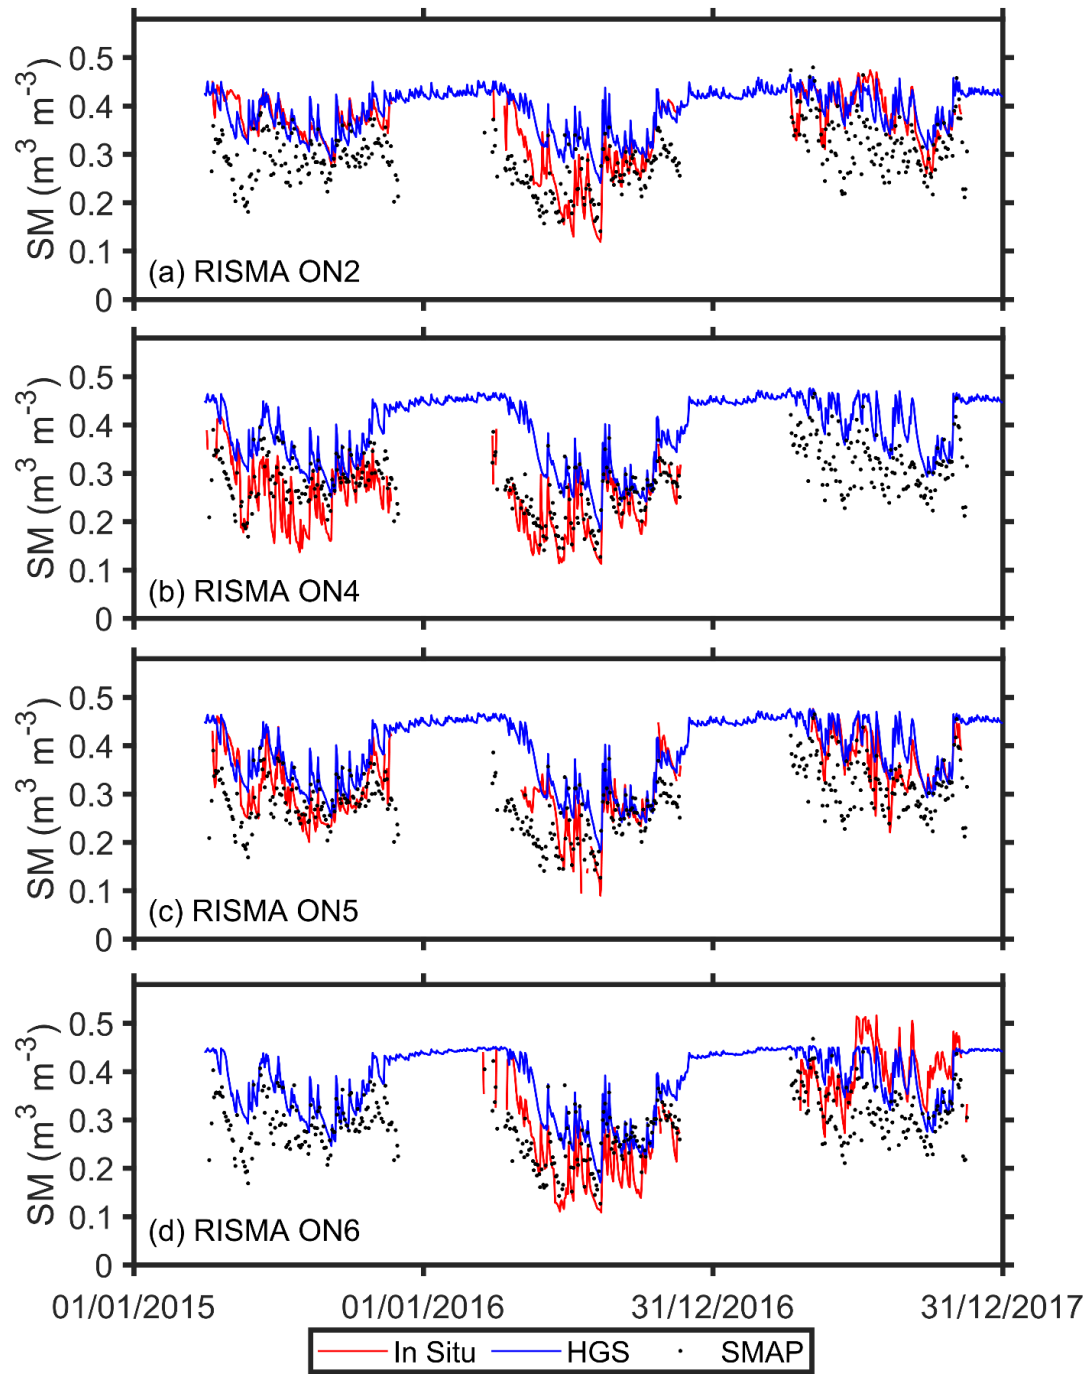 SM (m³ m⁻³)
0.5
0.4
0.3
0.2
0.1
0
(a) RISMA ON2
SM (m³ m⁻³)
0.5
0.4
0.3
0.2
0.1
0
(b) RISMA ON4
SM (m³ m⁻³)
0.5
0.4
0.3
0.2
0.1
0
(c) RISMA ON5
SM (m³ m⁻³)
0.5
0.4
0.3
0.2
0.1
0
(d) RISMA ON6
01/01/2015 01/01/2016 31/12/2016 31/12/2017
In Situ HGS SMAP